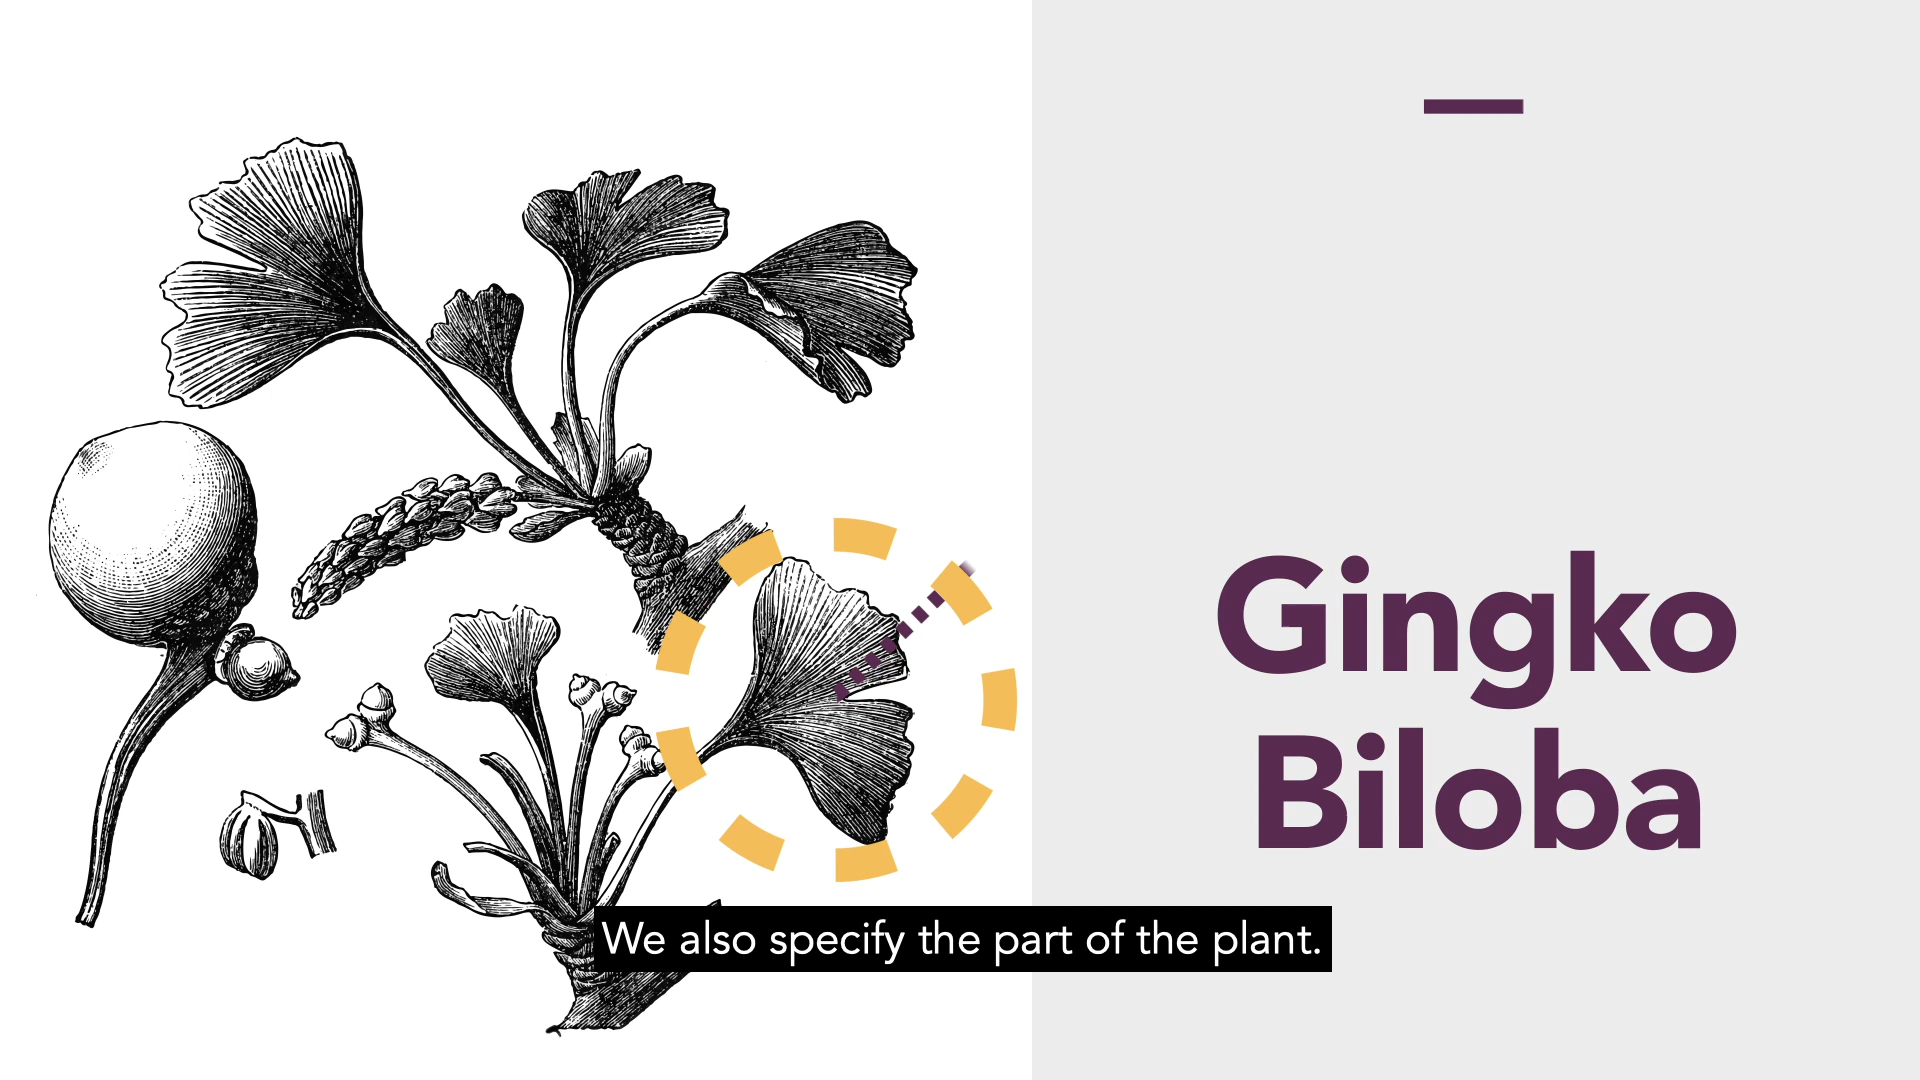 Gingko
Biloba
We also specify the part of the plant.